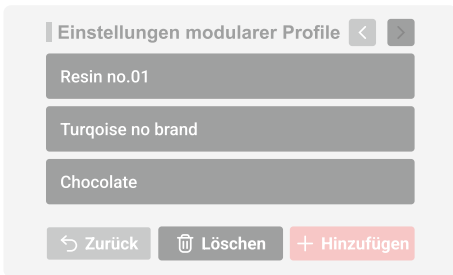 Einstellungen modularer Profile
Resin no.01
Turqoise no brand
Chocolate
Zurück Löschen Hinzufügen